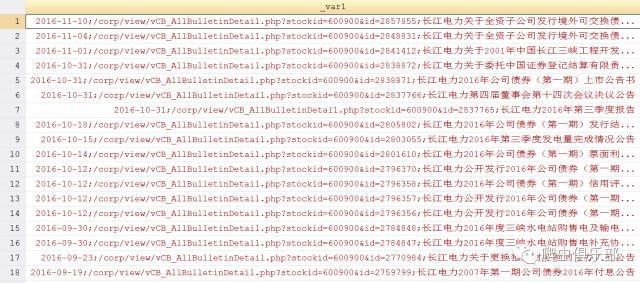 _var1
1 2016-11-10;/corp/view/vCB_AllBulletinDetail.php?stockid=600900&id=2857855;长江电力关于全资子公司发行境外可交换债...
2 2016-11-04;/corp/view/vCB_AllBulletinDetail.php?stockid=600900&id=2848831;长江电力关于全资子公司发行境外可交换债...
3 2016-11-01;/corp/view/vCB_AllBulletinDetail.php?stockid=600900&id=2841412;长江电力关于2001年中国长江三峡工程开发...
4 2016-10-31;/corp/view/vCB_AllBulletinDetail.php?stockid=600900&id=2838872;长江电力关于委托中国证券登记结算有限责...
5 2016-10-31;/corp/view/vCB_AllBulletinDetail.php?stockid=600900&id=2838871;长江电力2016年公司债券（第一期）上市公告书
6 2016-10-31;/corp/view/vCB_AllBulletinDetail.php?stockid=600900&id=2837766;长江电力第四届董事会第十四次会议决议公告
7 2016-10-31;/corp/view/vCB_AllBulletinDetail.php?stockid=600900&id=2837765;长江电力2016年第三季度报告
8 2016-10-18;/corp/view/vCB_AllBulletinDetail.php?stockid=600900&id=2805802;长江电力2016年公司债券（第一期）发行结...
9 2016-10-15;/corp/view/vCB_AllBulletinDetail.php?stockid=600900&id=2803055;长江电力2016年第三季度发电量完成情况公告
10 2016-10-14;/corp/view/vCB_AllBulletinDetail.php?stockid=600900&id=2801610;长江电力2016年公司债券（第一期）票面利...
11 2016-10-12;/corp/view/vCB_AllBulletinDetail.php?stockid=600900&id=2796370;长江电力公开发行2016年公司债券（第一期...
12 2016-10-12;/corp/view/vCB_AllBulletinDetail.php?stockid=600900&id=2796358;长江电力2016年公司债券（第一期）信用评...
13 2016-10-12;/corp/view/vCB_AllBulletinDetail.php?stockid=600900&id=2796357;长江电力公开发行2016年公司债券（第一期...
14 2016-10-12;/corp/view/vCB_AllBulletinDetail.php?stockid=600900&id=2796356;长江电力公开发行2016年公司债券（第一期...
15 2016-09-30;/corp/view/vCB_AllBulletinDetail.php?stockid=600900&id=2784848;长江电力2016年度三峡水电站购售电及输电...
16 2016-09-30;/corp/view/vCB_AllBulletinDetail.php?stockid=600900&id=2784847;长江电力2016年度三峡水电站购售电补充协...
17 2016-09-23;/corp/view/vCB_AllBulletinDetail.php?stockid=600900&id=2770984;长江电力关于更换
18 2016-09-19;/corp/view/vCB_AllBulletinDetail.php?stockid=600900&id=2759799;长江电力2007年第一期公司债券2016年付息公告
爬虫俱乐部